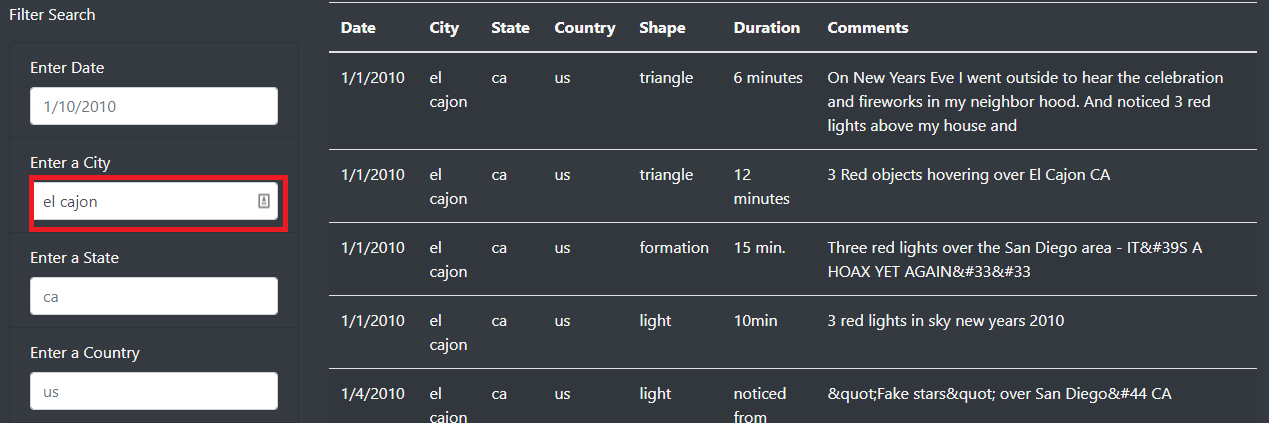 Filter Search
Enter Date
1/10/2010
Enter a City
el cajon
Enter a State
ca
Enter a Country
us
Date City State Country Shape Duration Comments
1/1/2010 el ca us triangle 6 minutes On New Years Eve I went outside to hear the celebration
cajon and fireworks in my neighbor hood. And noticed 3 red
lights above my house and
1/1/2010 el ca us triangle 12 3 Red objects hovering over El Cajon CA
cajon minutes
1/1/2010 el ca us formation 15 min. Three red lights over the San Diego area - IT&#39S A
cajon HOAX YET AGAIN&#33&#33
1/1/2010 el ca us light 10min 3 red lights in sky new years 2010
cajon
1/4/2010 el ca us light noticed &quot;Fake stars&quot; over San Diego&#44 CA
cajon from